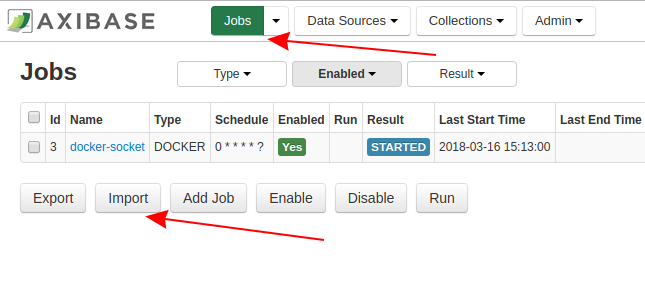 AXIBASE Jobs Data Sources Collections Admin
Jobs Type Enabled Result
Id Name Type Schedule Enabled Run Result Last Start Time Last End Time
3 docker-socket DOCKER 0 * * * * ? Yes STARTED 2018-03-16 15:13:00
Export Import Add Job Enable Disable Run